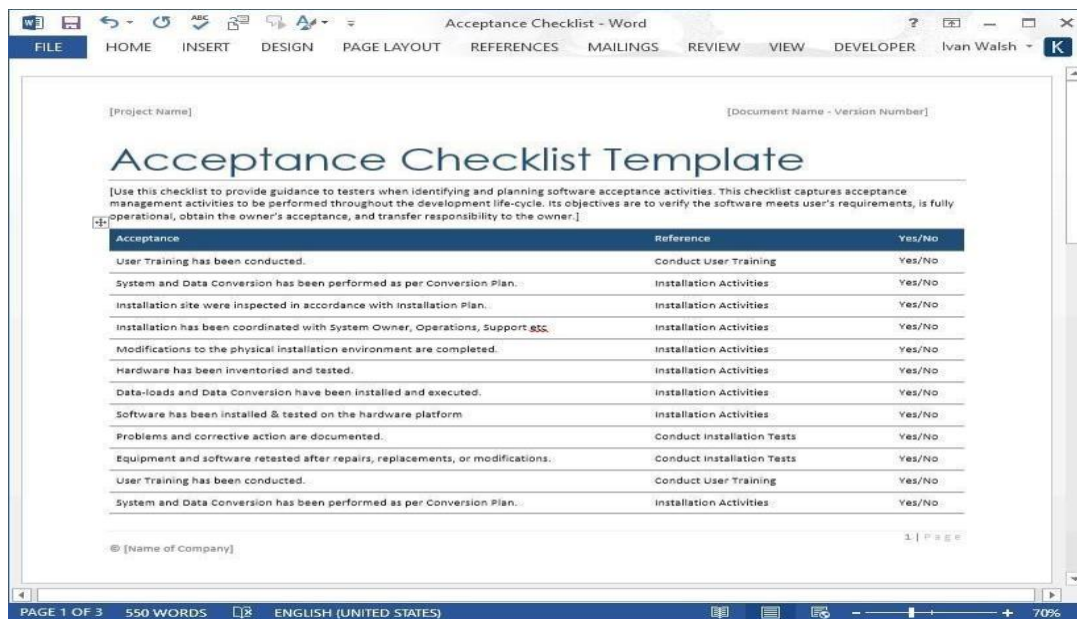 Acceptance Checklist - Word
FILE HOME INSERT DESIGN PAGE LAYOUT REFERENCES MAILINGS REVIEW VIEW DEVELOPER Ivan Walsh K
[Project Name] [Document Name - Version Number]
Acceptance Checklist Template
[Use this checklist to provide guidance to testers when identifying and planning software acceptance activities. This checklist captures acceptance
management activities to be performed throughout the development life-cycle. Its objectives are to verify the software meets user's requirements, is fully
operational, obtain the owner's acceptance, and transfer responsibility to the owner.]
Acceptance Reference Yes/No
User Training has been conducted. Conduct User Training Yes/No
System and Data Conversion has been performed as per Conversion Plan. Installation Activities Yes/No
Installation site were inspected in accordance with Installation Plan. Installation Activities Yes/No
Installation has been coordinated with System Owner, Operations, Support etc Installation Activities Yes/No
Modifications to the physical installation environment are completed. Installation Activities Yes/No
Hardware has been inventoried and tested. Installation Activities Yes/No
Data-loads and Data Conversion have been installed and executed. Installation Activities Yes/No
Software has been installed & tested on the hardware platform Installation Activities Yes/No
Problems and corrective action are documented. Conduct Installation Tests Yes/No
Equipment and software retested after repairs, replacements, or modifications. Conduct Installation Tests Yes/No
User Training has been conducted. Conduct User Training Yes/No
System and Data Conversion has been performed as per Conversion Plan. Installation Activities Yes/No
1 | Page
© [Name of Company]
PAGE 1 OF 3 550 WORDS ENGLISH (UNITED STATES) 70%